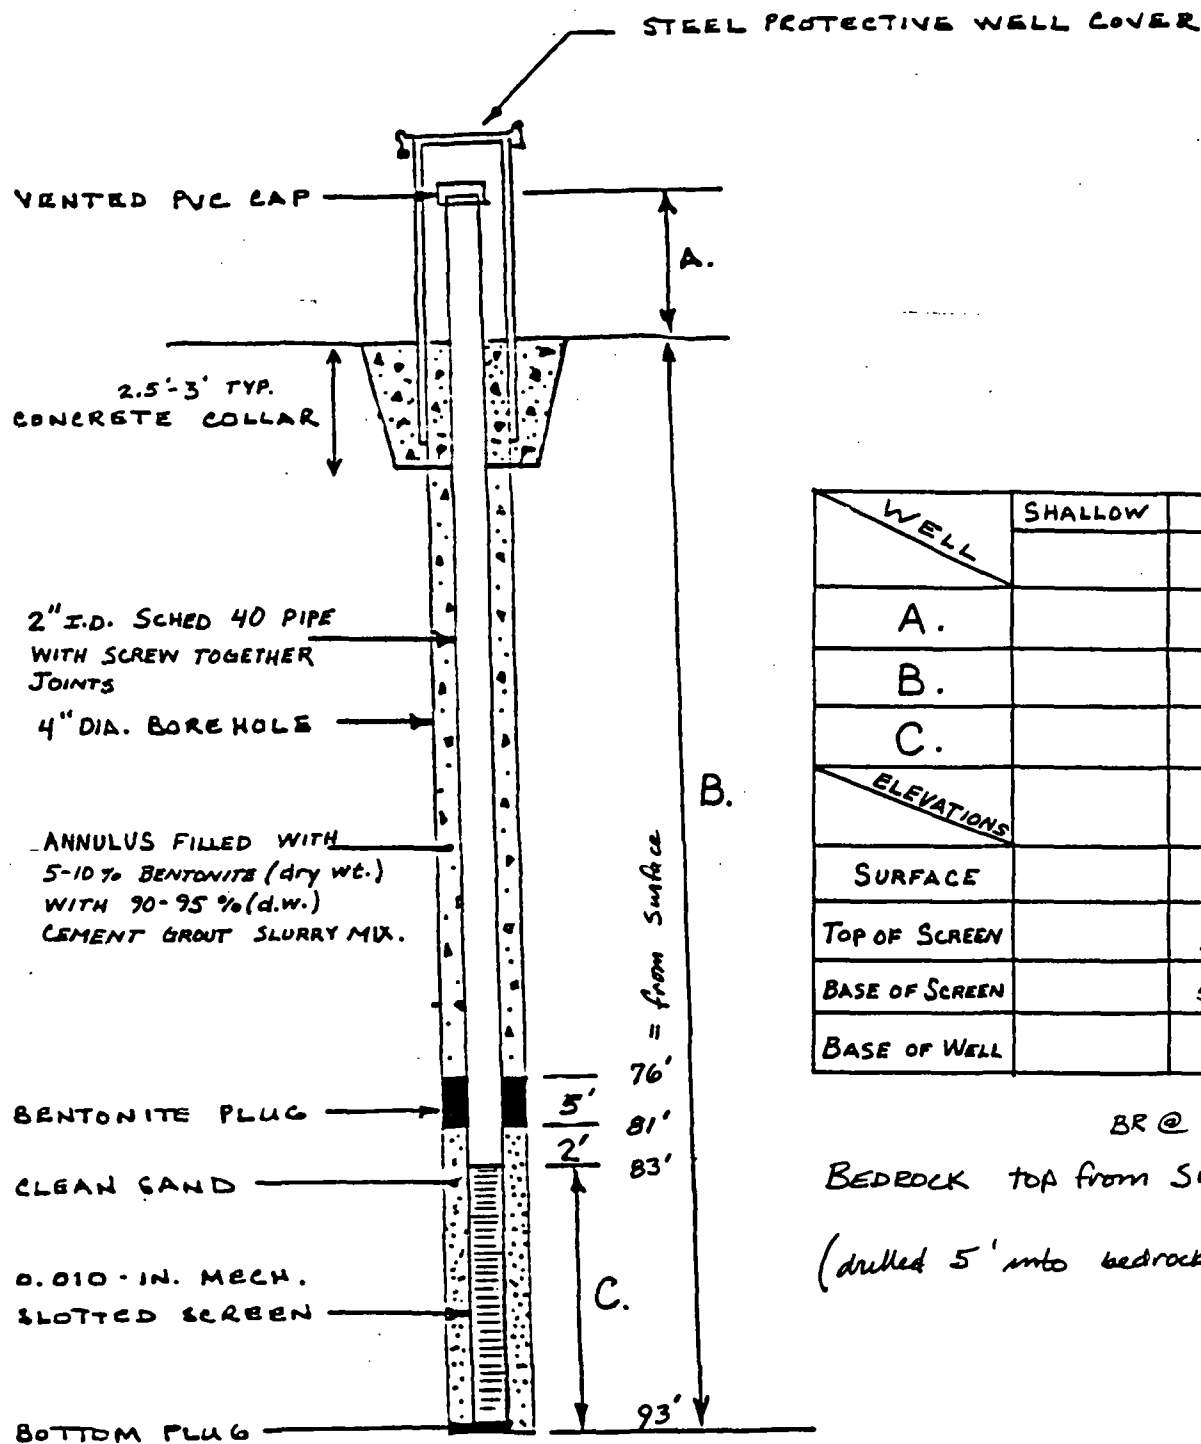 STEEL PROTECTIVE WELL COVER
VENTED PVC CAP
A.
2.5'-3' TYP.
CONCRETE COLLAR
2" I.D. SCHED 40 PIPE
WITH SCREW TOGETHER
JOINTS
4" DIA. BOREHOLE
B.
ANNULUS FILLED WITH
5-10% BENTONITE (dry wt.)
WITH 90-95 % (d.w.)
CEMENT GROUT SLURRY MIX.
= from surface
76'
BENTONITE PLUG
5'
81'
2'
83'
CLEAN SAND
0.010-IN. MECH.
SLOTTED SCREEN
C.
93'
BOTTOM PLUG
WELL SHALLOW
A.
B.
C.
ELEVATIONS
SURFACE
TOP OF SCREEN
BASE OF SCREEN
BASE OF WELL
BR @
BEDROCK top from
(drilled 5' into bedrock